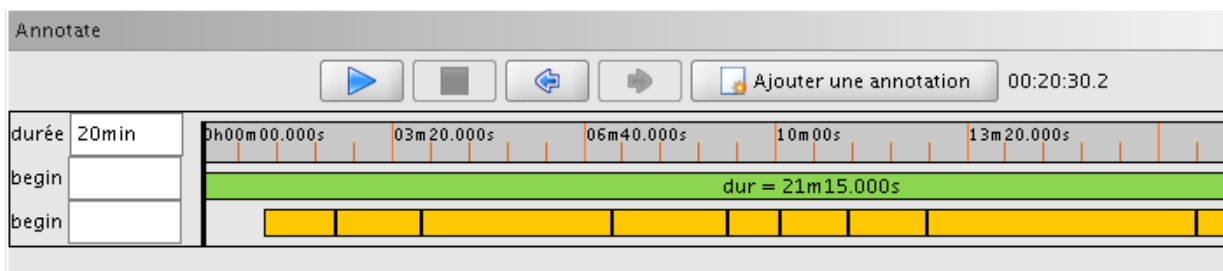 Annotate
Ajouter une annotation 00:20:30.2
durée 20min 0h00m00.000s 03m20.000s 06m40.000s 10m00s 13m20.000s
begin dur = 21m15.000s
begin